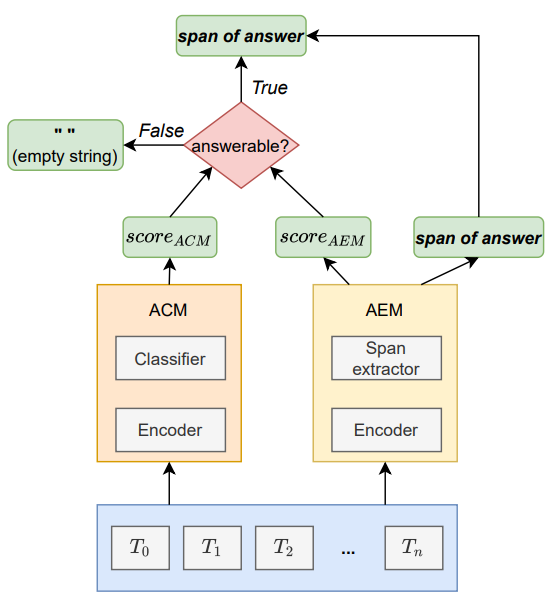 span of answer
True
" "
(empty string)
False
answerable?
score_{ACM}
score_{AEM}
span of answer
ACM
AEM
Classifier
Span
extractor
Encoder
Encoder
T_0
T_1
T_2
...
T_n